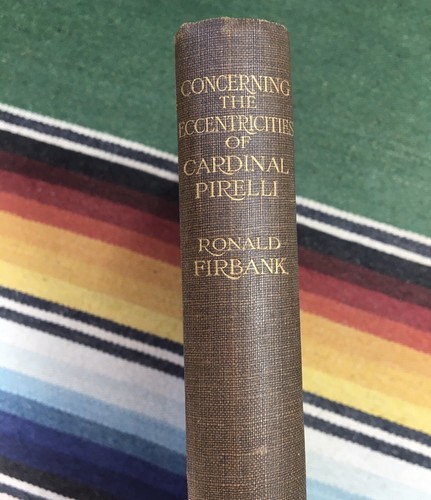 CONCERNING
THE
ECCENTRICITIES
OF
CARDINAL
PIRELLI
RONALD
FIRBANK.